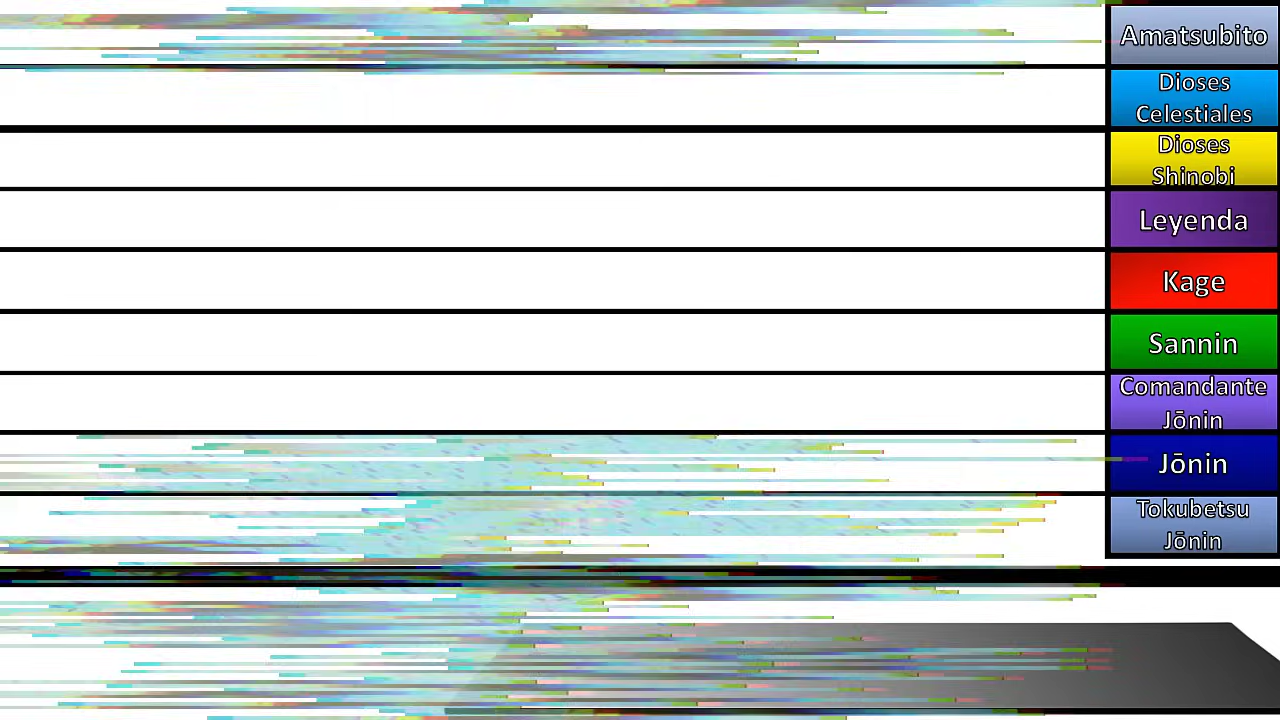 Amatsubito
Dioses
Celestiales
Dioses
Shinobi
Leyenda
Kage
Sannin
Comandante
Jōnin
Jōnin
Tokubetsu
Jōnin